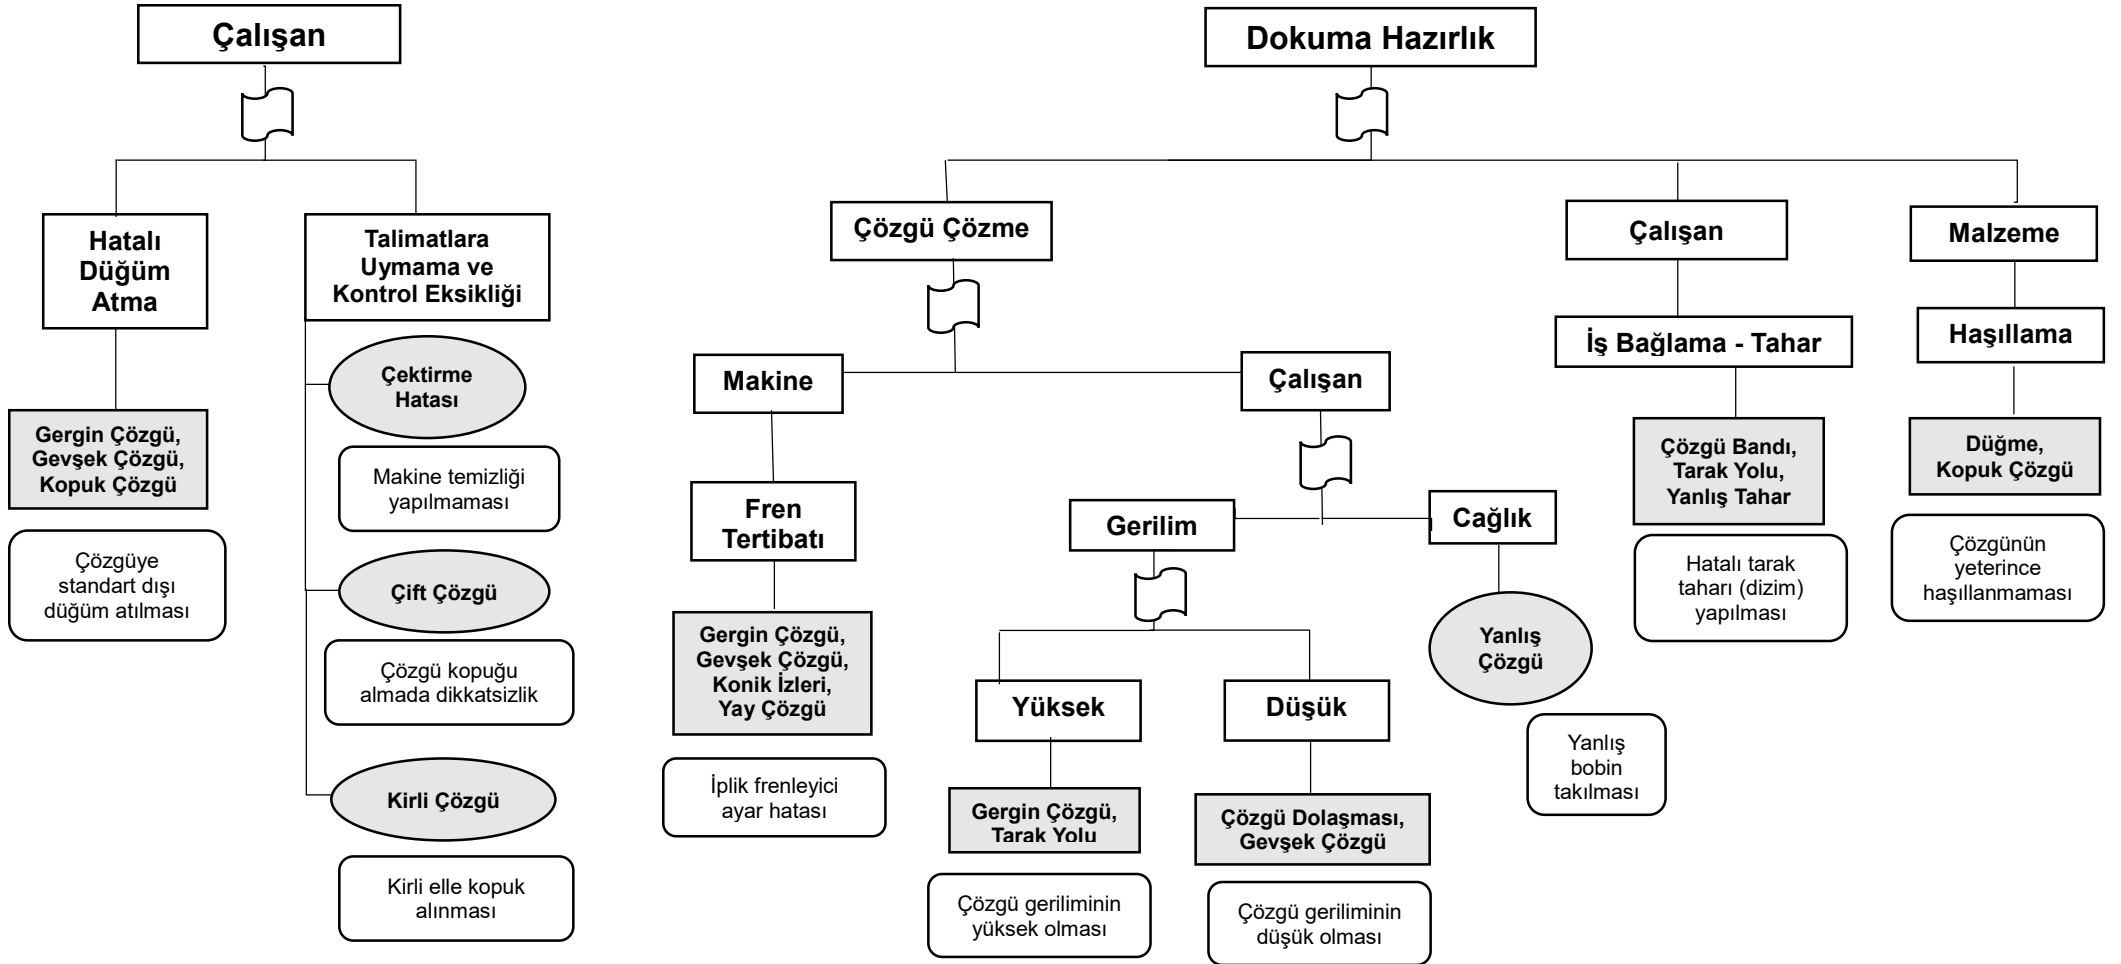 Çalışan
Hatalı
Düğüm
Atma
Gergin Çözgü,
Gevşek Çözgü,
Kopuk Çözgü
Çözgüye
standart dışı
düğüm atılması
Talimatlara
Uymama ve
Kontrol Eksikliği
Çektirme
Hatası
Makine temizliği
yapılmaması
Çift Çözgü
Çözgü kopuğu
almada dikkatsizlik
Kirli Çözgü
Kirli elle kopuk
alınması
Dokuma Hazırlık
Çözgü Çözme
Makine
Fren
Tertibatı
Gergin Çözgü,
Gevşek Çözgü,
Konik İzleri,
Yay Çözgü
İplik frenleyici
ayar hatası
Çalışan
Gerilim
Yüksek
Gergin Çözgü,
Tarak Yolu
Çözgü geriliminin
yüksek olması
Düşük
Çözgü Dolaşması,
Gevşek Çözgü
Çözgü geriliminin
düşük olması
Cağlık
Yanlış
Çözgü
Yanlış
bobin
takılması
Çalışan
İş Bağlama - Tahar
Çözgü Bandı,
Tarak Yolu,
Yanlış Tahar
Hatalı tarak
taharı (dizim)
yapılması
Malzeme
Haşıllama
Düğme,
Kopuk Çözgü
Çözgünün
yeterince
haşıllanmaması